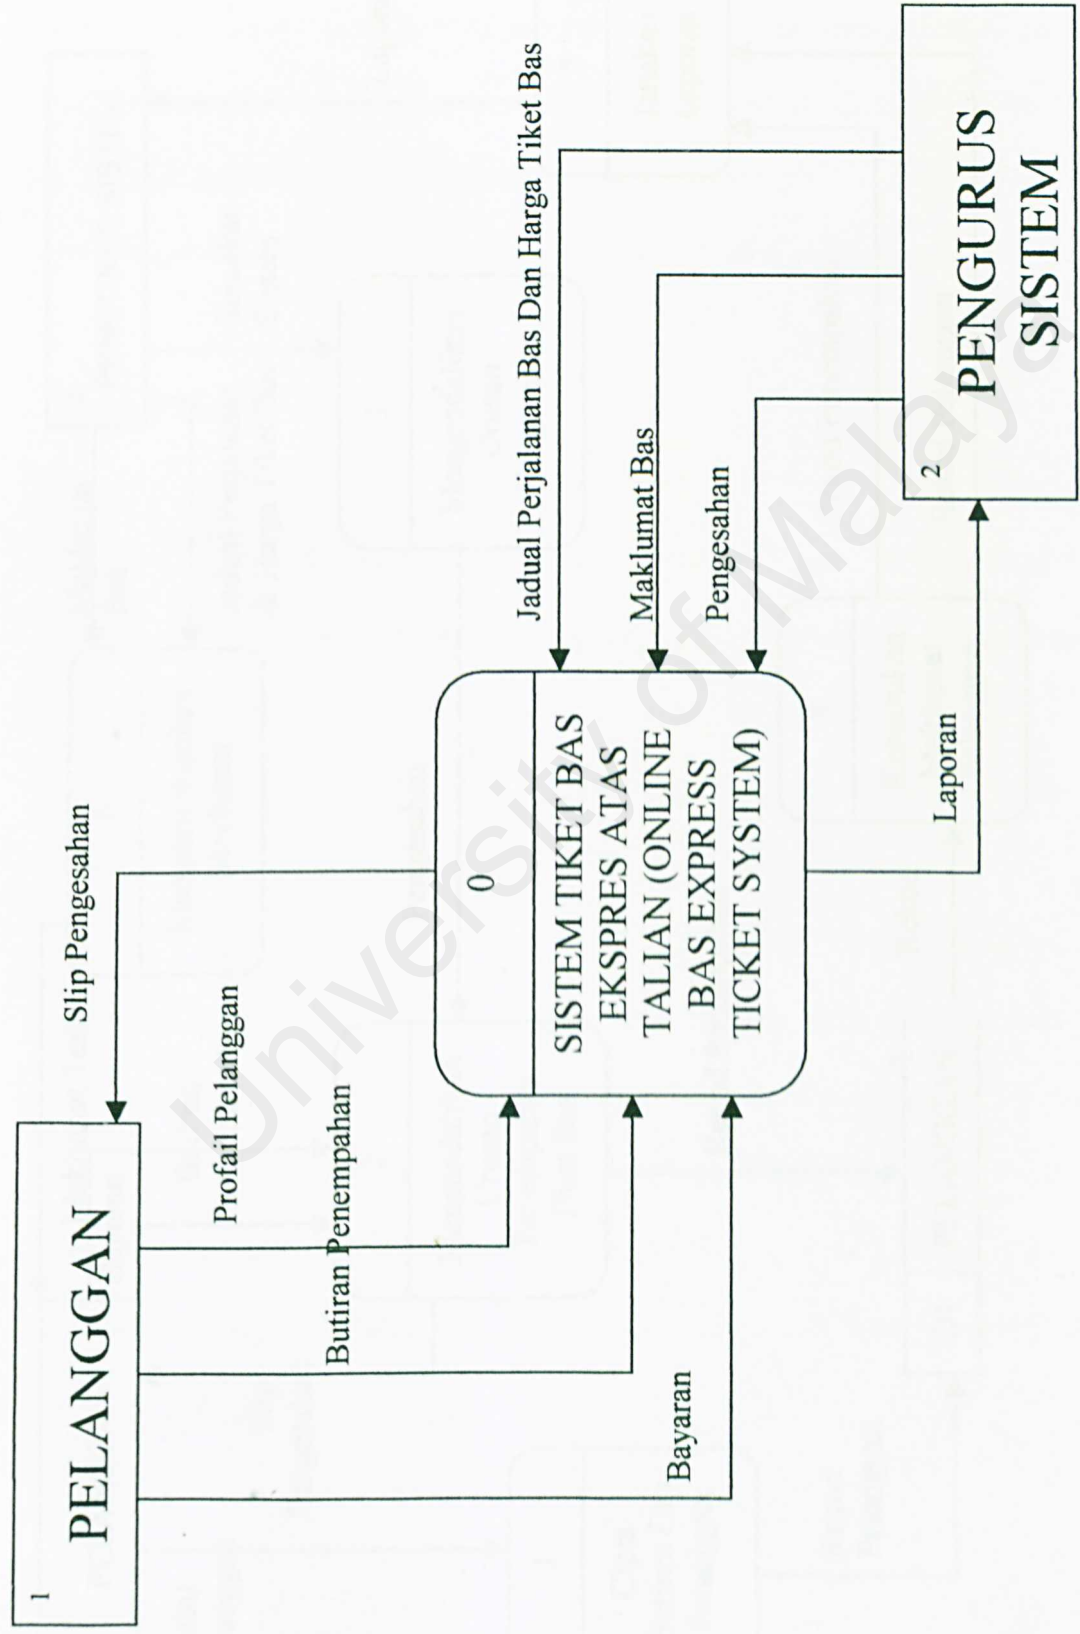 1
PELANGGAN
Slip Pengesahan
Profail Pelanggan
Butiran Penempahan
Bayaran
0
SISTEM TIKET BAS
EKSPRES ATAS
TALIAN (ONLINE
BAS EXPRESS
TICKET SYSTEM)
Jadual Perjalanan Bas Dan Harga Tiket Bas
Maklumat Bas
Pengesahan
Laporan
2
PENGURUS
SISTEM
University of Malaya